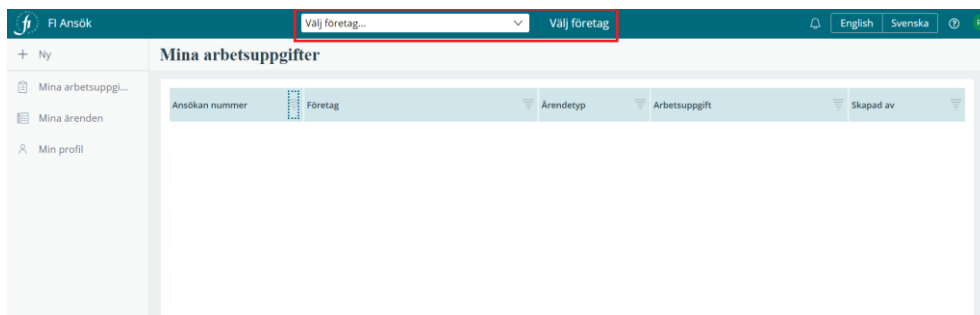 fi FI Ansök Välj företag... Välj företag English Svenska
+ Ny
Mina arbetsuppgifter
Mina arbetsuppgi...
Mina ärenden
Min profil
Ansökan nummer Företag Ärendetyp Arbetsuppgift Skapad av